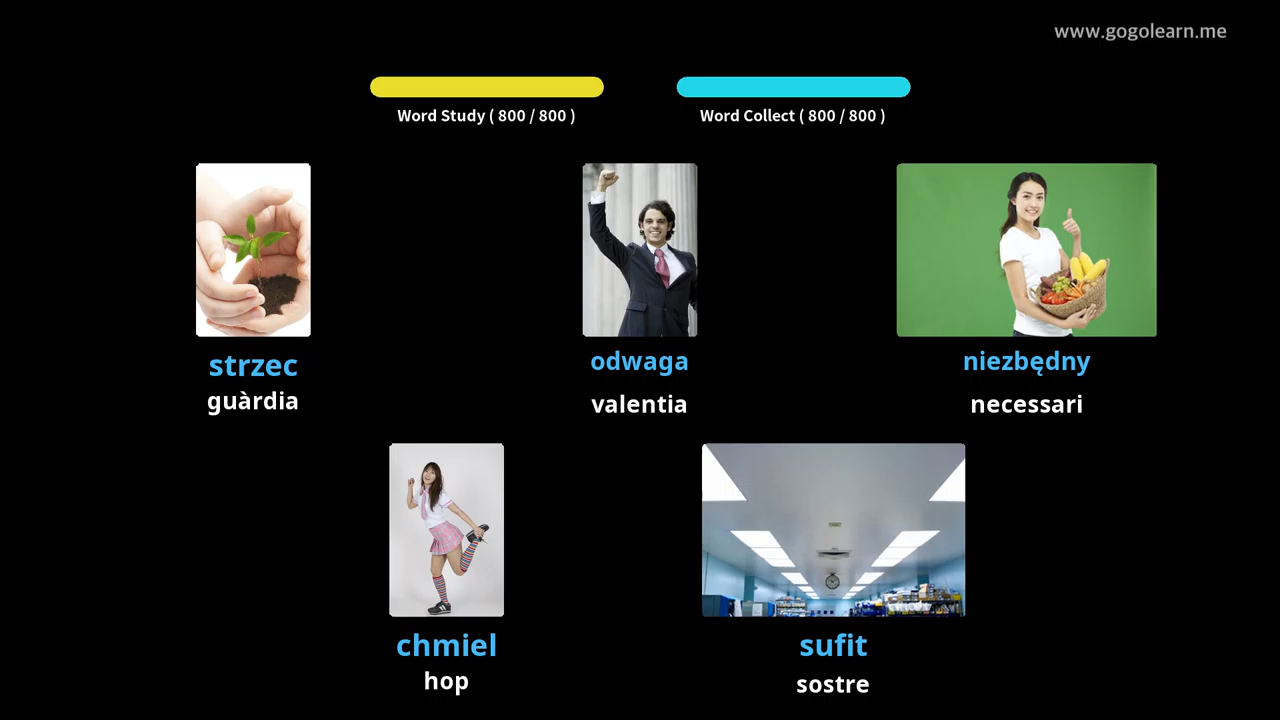 www.gogolearn.me
Word Study ( 800 / 800 )
Word Collect ( 800 / 800 )
strzec
guàrdia
odwaga
valentia
niezbędny
necessari
chmiel
hop
sufit
sostre